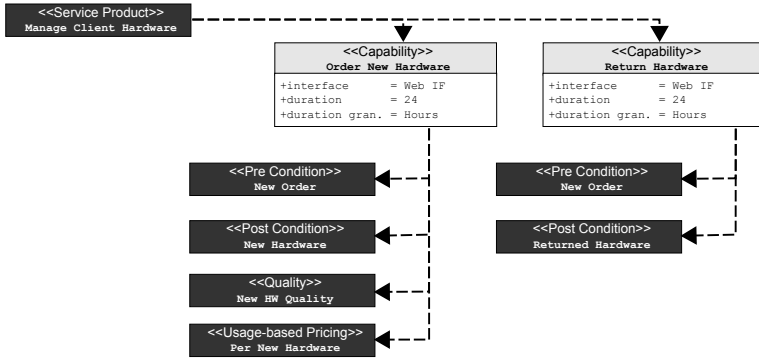 <<Service Product>>
Manage Client Hardware
<<Capability>>
Order New Hardware
+interface = Web IF
+duration = 24
+duration gran. = Hours
<<Capability>>
Return Hardware
+interface = Web IF
+duration = 24
+duration gran. = Hours
<<Pre Condition>>
New Order
<<Post Condition>>
New Hardware
<<Quality>>
New HW Quality
<<Usage-based Pricing>>
Per New Hardware
<<Pre Condition>>
New Order
<<Post Condition>>
Returned Hardware